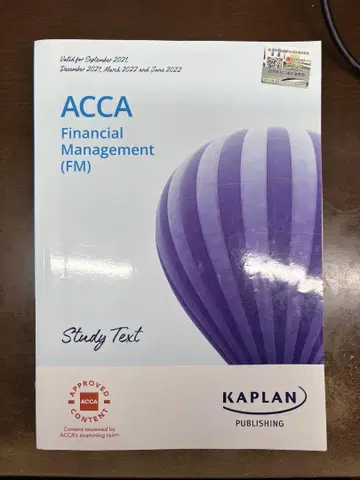 Valid for September 2021,
December 2021, March 2022 and June 2022
ACCA
Financial
Management
(FM)
Study Text
APPROVED
ACCA
CONTENT
Content reviewed by
ACCA's examining team
KAPLAN
PUBLISHING